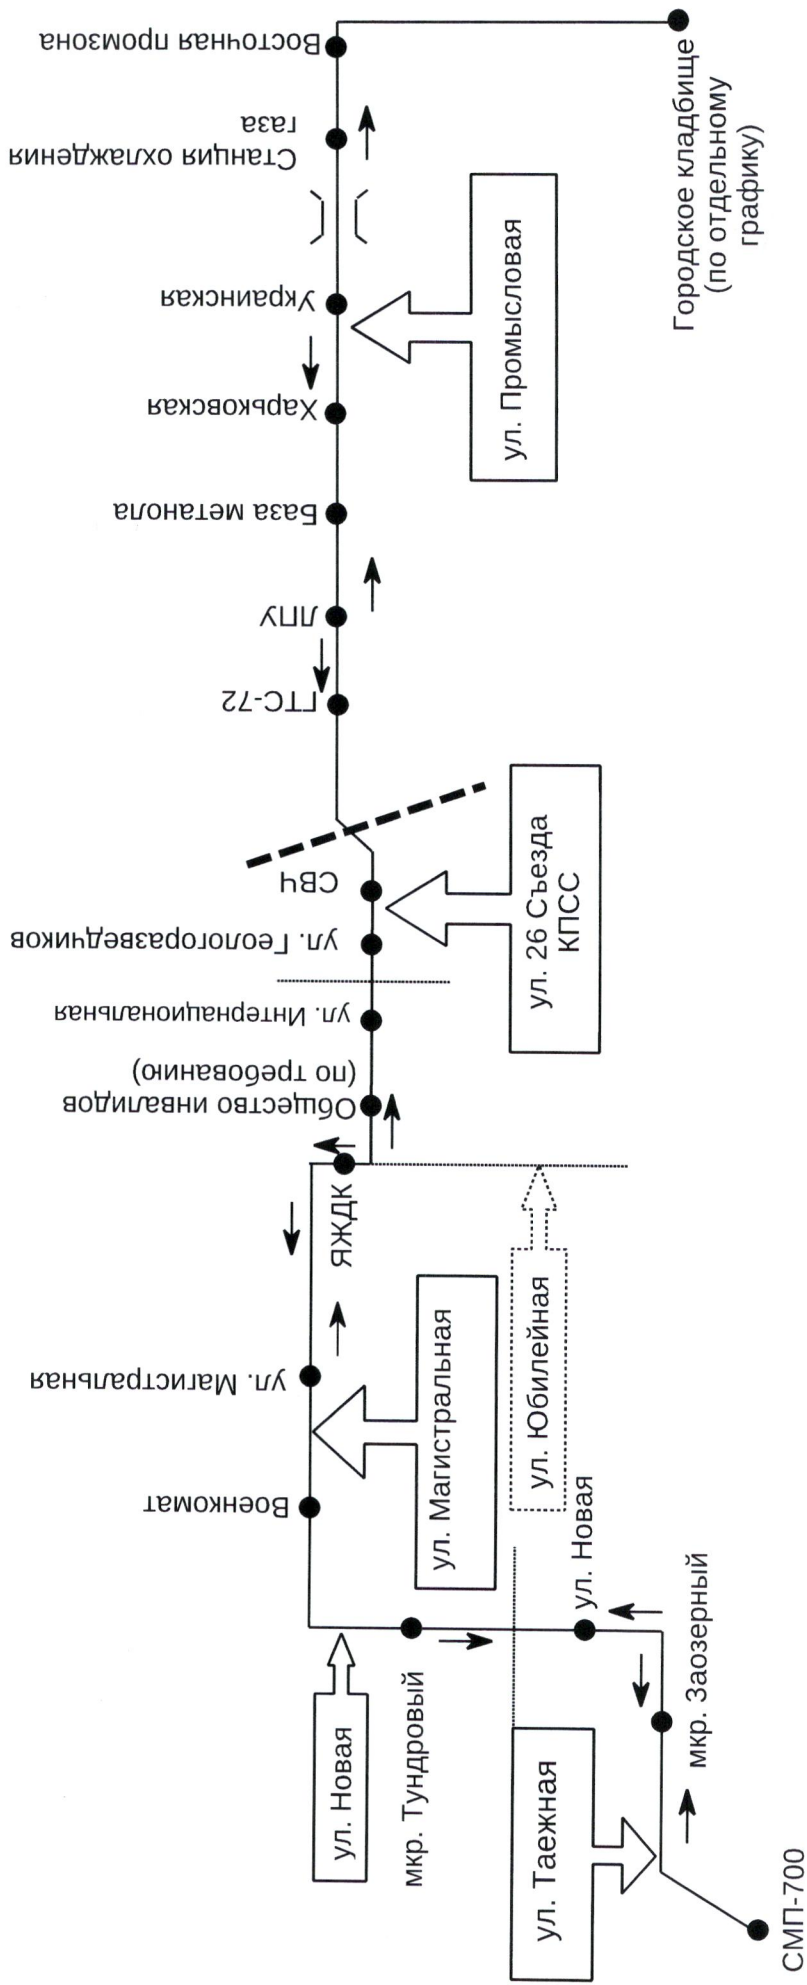 Восточная промзона
Станция охлаждения
газа
Украинская
Харьковская
База метанола
ЛПУ
ГТС-72
СВЧ
ул. Геологоразведчиков
ул. Интернациональная
Общество инвалидов
(по требованию)
ЯЖДК
ул. Магистральная
Военкомат
Городское кладбище
(по отдельному
графику)
ул. Промысловая
ул. 26 Съезда
КПСС
ул. Юбилейная
ул. Магистральная
ул. Новая
ул. Новая
мкр. Тундровый
мкр. Заозерный
ул. Таежная
СМП-700